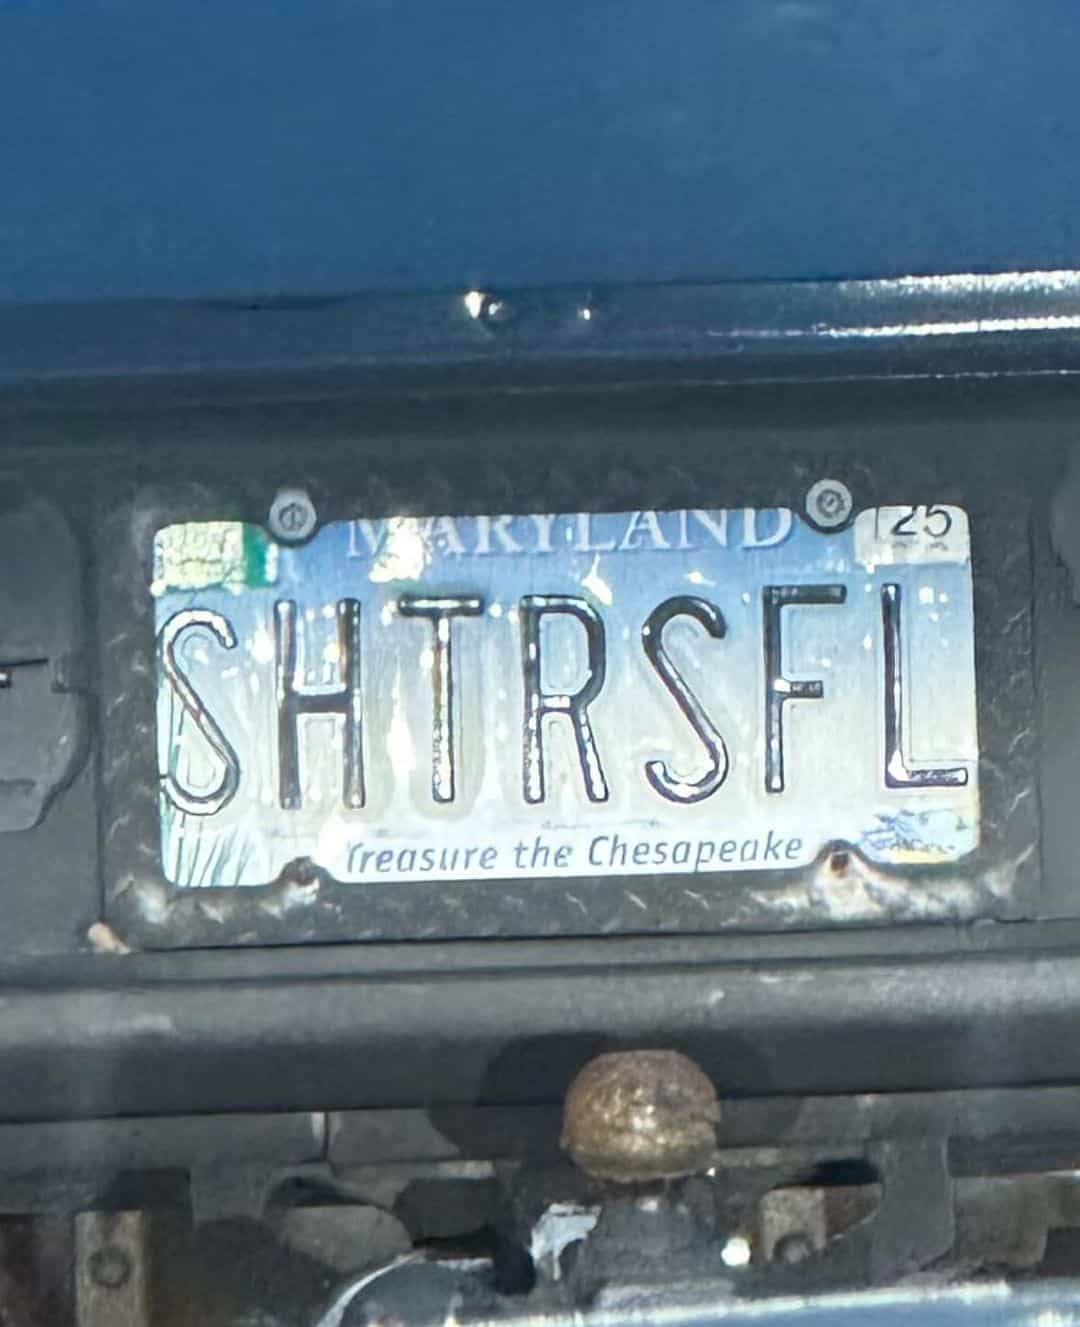 MARYLAND
25
SHTRSFL
Treasure the Chesapeake